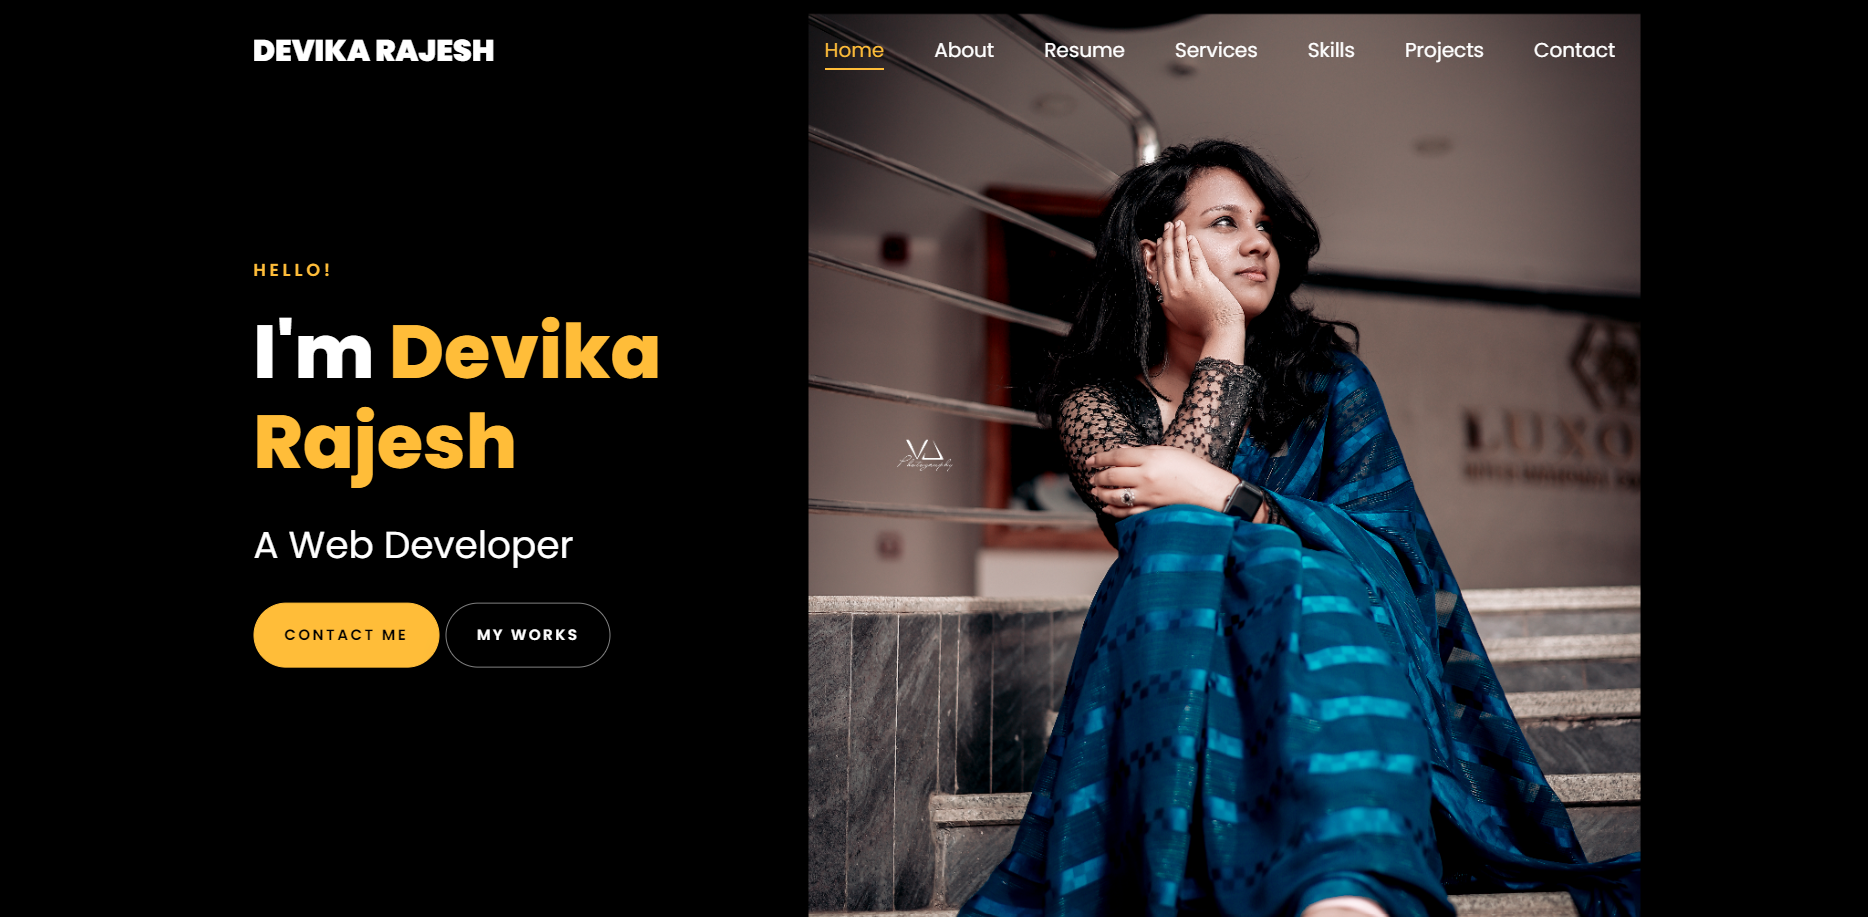 DEVIKA RAJESH
Home About Resume Services Skills Projects Contact
HELLO!
I'm Devika
Rajesh
A Web Developer
CONTACT ME
MY WORKS
VA
Photography
LUXO